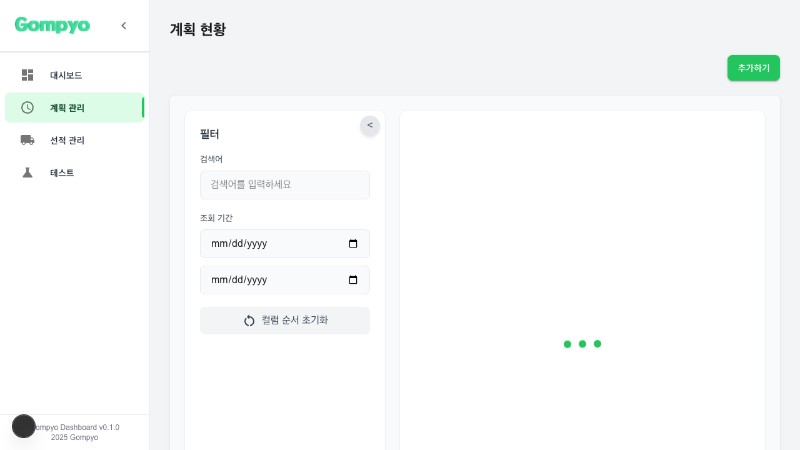 Gompyo
대시보드
계획 관리
선적 관리
테스트
ompyo Dashboard v0.1.0
2025 Gompyo
계획 현황
추가하기
필터
<
검색어
검색어를 입력하세요
조회 기간
mm/dd/yyyy
mm/dd/yyyy
컬럼 순서 초기화